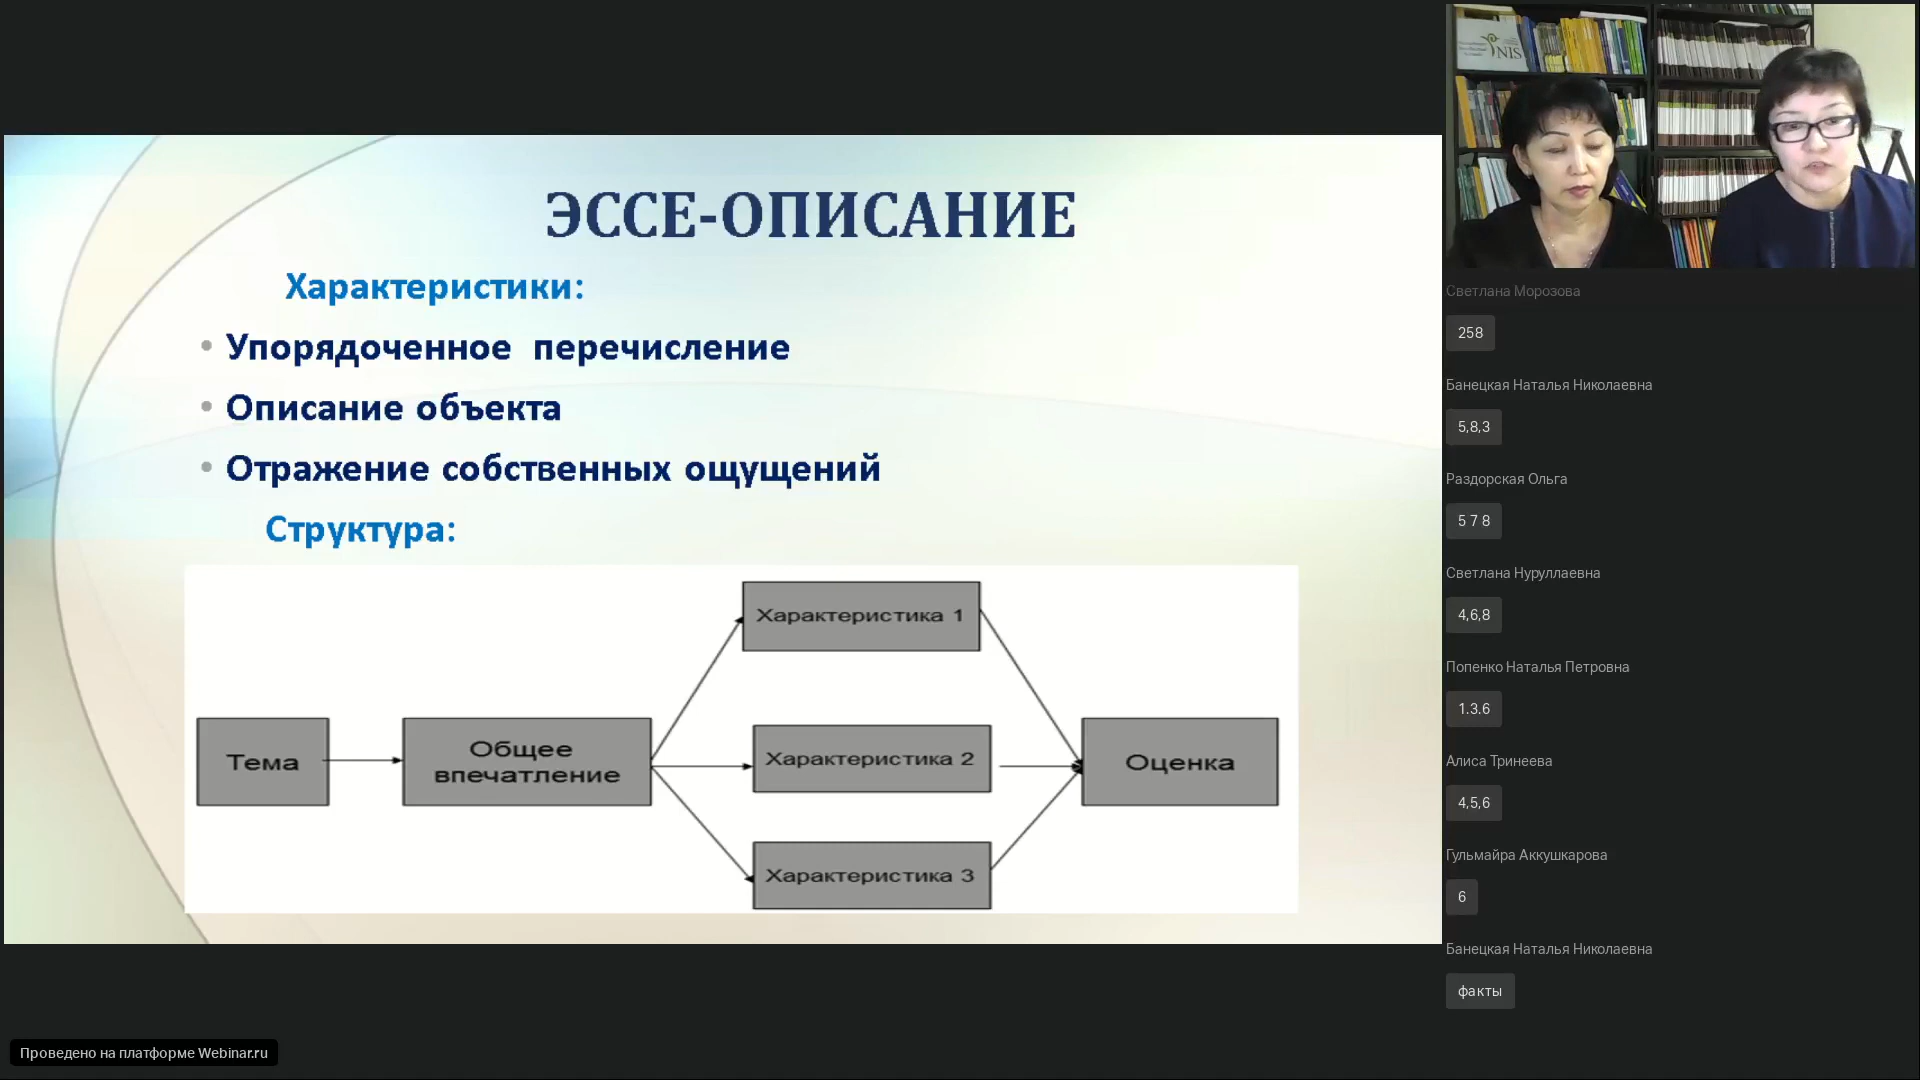 ЭССЕ-ОПИСАНИЕ
Характеристики:
• Упорядоченное перечисление
• Описание объекта
• Отражение собственных ощущений
Структура:
Тема
Общее
впечатление
Характеристика 1
Характеристика 2
Характеристика 3
Оценка
NIS
Светлана Морозова
258
Банецкая Наталья Николаевна
5,8,3
Раздорская Ольга
5 7 8
Светлана Нуруллаевна
4,6,8
Попенко Наталья Петровна
1.3.6
Алиса Тринеева
4,5,6
Гульмайра Аккушкарова
6
Банецкая Наталья Николаевна
факты
Проведено на платформе Webinar.ru